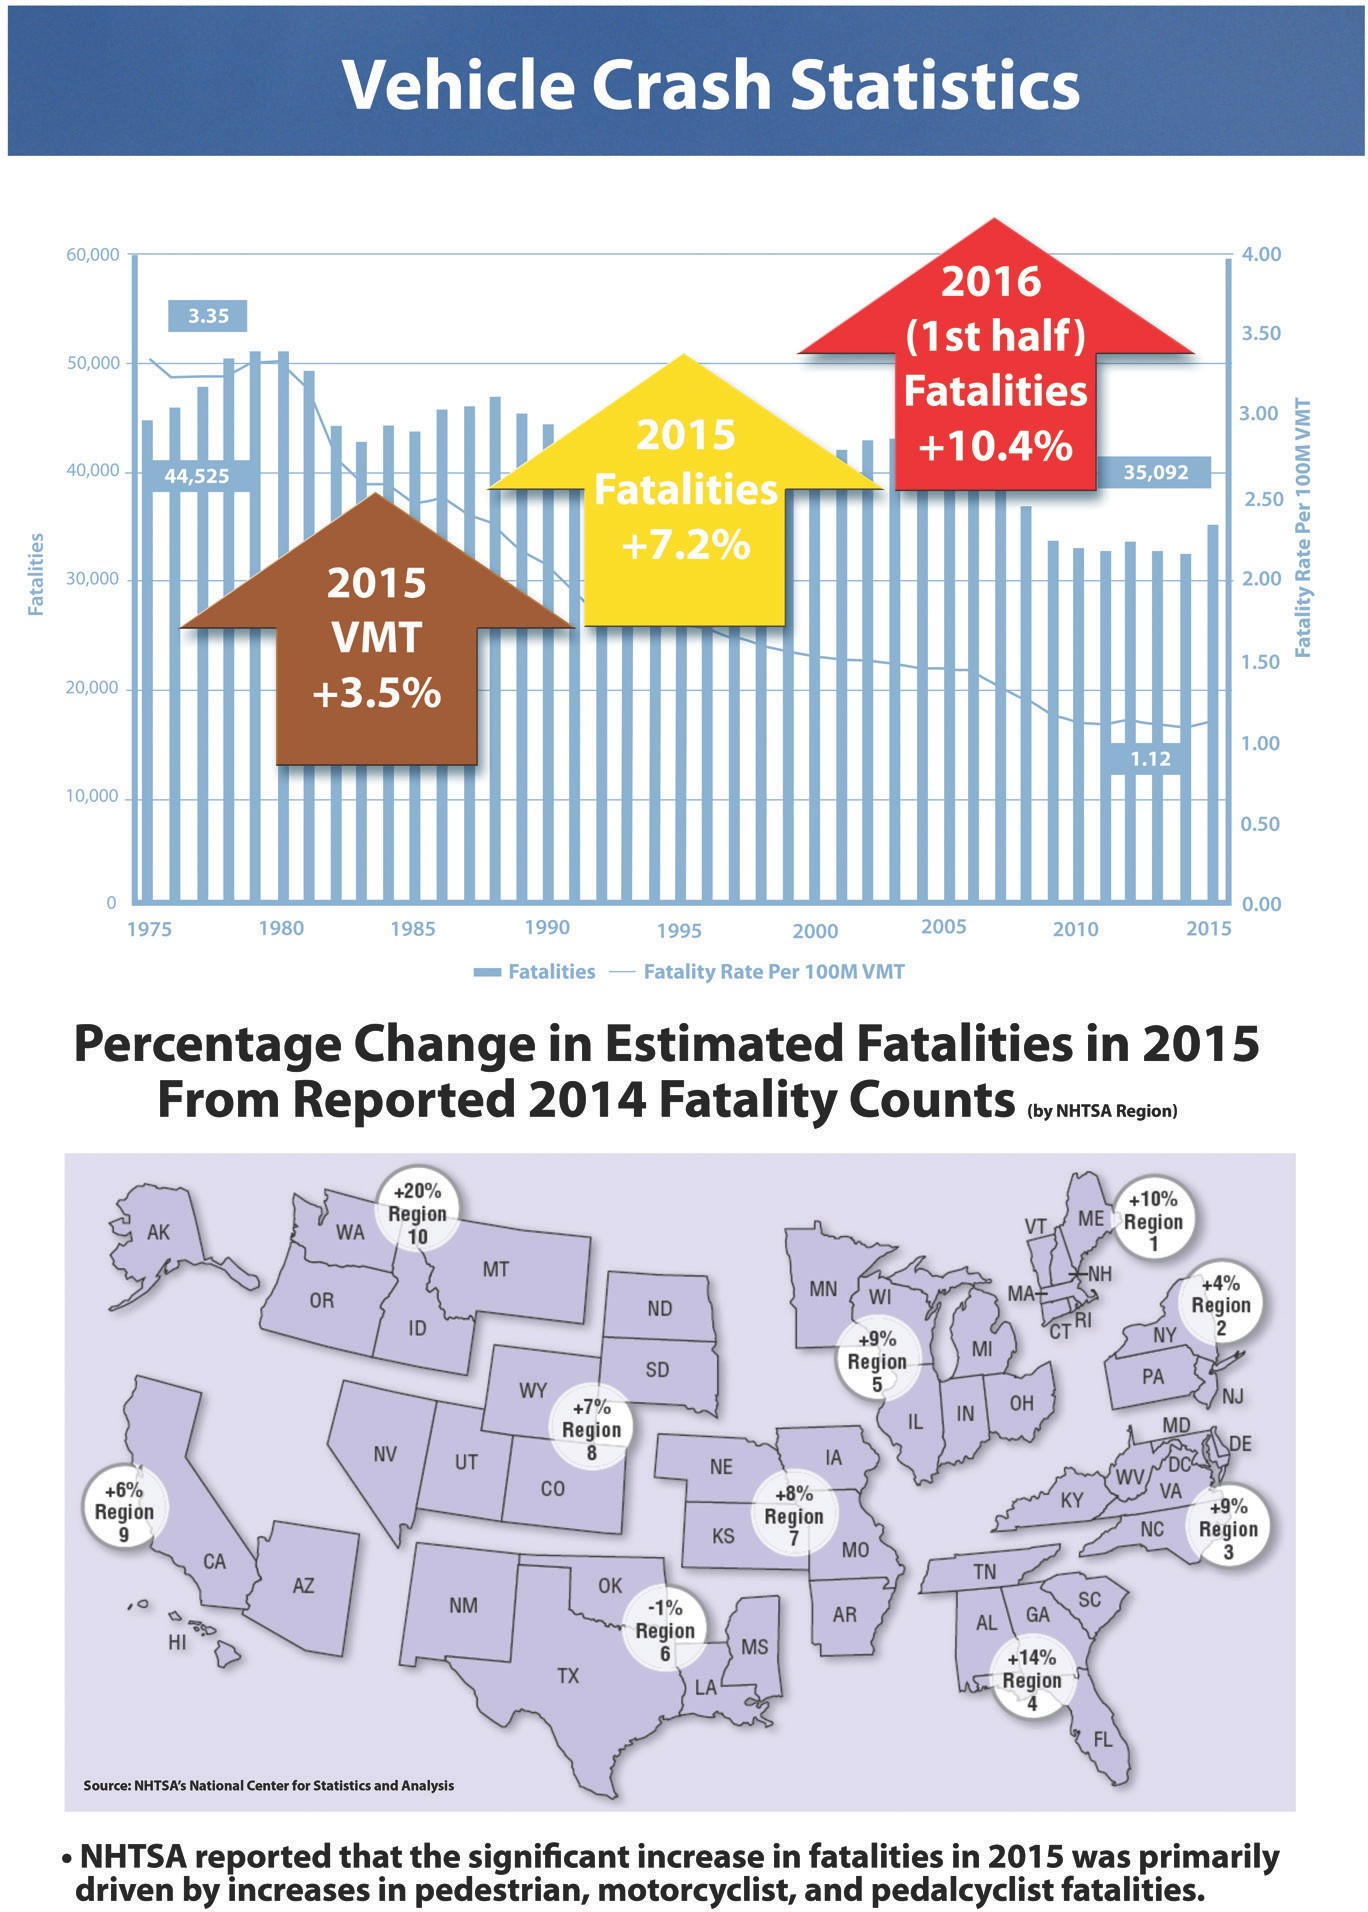 Vehicle Crash Statistics
60,000
50,000
40,000
30,000
20,000
10,000
0
Fatalities
4.00
3.50
3.00
2.50
2.00
1.50
1.00
0.50
0.00
Fatality Rate Per 100M VMT
3.35
44,525
2015
VMT
+3.5%
2015
Fatalities
+7.2%
2016
(1st half)
Fatalities
+10.4%
35,092
1.12
1975 1980 1985 1990 1995 2000 2005 2010 2015
Fatalities Fatality Rate Per 100M VMT
Percentage Change in Estimated Fatalities in 2015
From Reported 2014 Fatality Counts (by NHTSA Region)
AK
WA
OR
ID
MT
+20%
Region
10
ND
SD
WY
NV
UT
CO
+7%
Region
8
CA
AZ
HI
+6%
Region
9
NM
OK
TX
LA
MS
-1%
Region
6
NE
IA
KS
MO
AR
+8%
Region
7
MN
WI
MI
IL
IN
OH
+9%
Region
5
VT
ME
NH
MA
CT
RI
+10%
Region
1
NY
PA
NJ
+4%
Region
2
MD
DE
DC
WV
VA
KY
NC
+9%
Region
3
TN
SC
AL
GA
FL
+14%
Region
4
Source: NHTSA's National Center for Statistics and Analysis
• NHTSA reported that the significant increase in fatalities in 2015 was primarily
driven by increases in pedestrian, motorcyclist, and pedalcyclist fatalities.